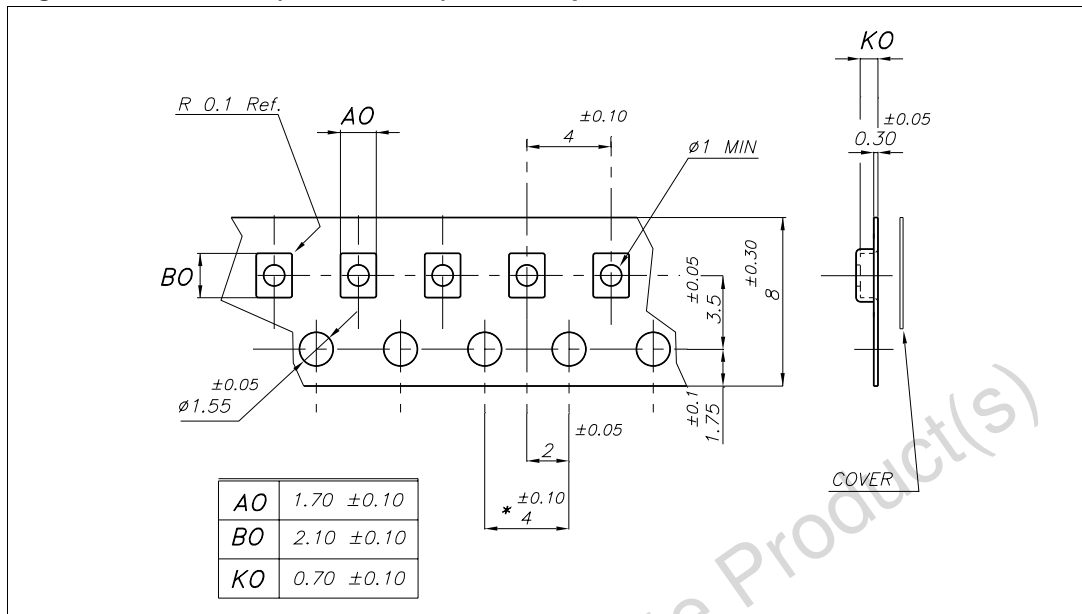 KO
R 0.1 Ref.
AO
±0.10
4
ø1 MIN
±0.05
0.30
BO
±0.05
3.5
±0.30
8
±0.05
ø1.55
±0.1
1.75
±0.05
2
±0.10
* 4
COVER
AO 1.70 ±0.10
BO 2.10 ±0.10
KO 0.70 ±0.10
Product(s)